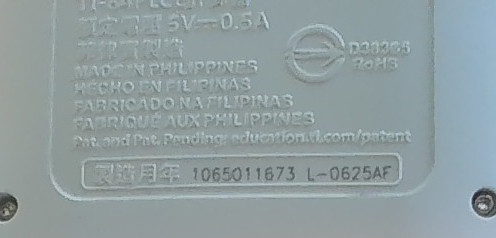 額定電壓 5V⎓0.5A
D33365
RoHS
MADE IN PHILIPPINES
HECHO EN FILIPINAS
FABRICADO NA FILIPINAS
FABRIQUÉ AUX PHILIPPINES
Pat. and Pat. Pending: education.ti.com/patent
製造月年 1065011673 L-0625AF